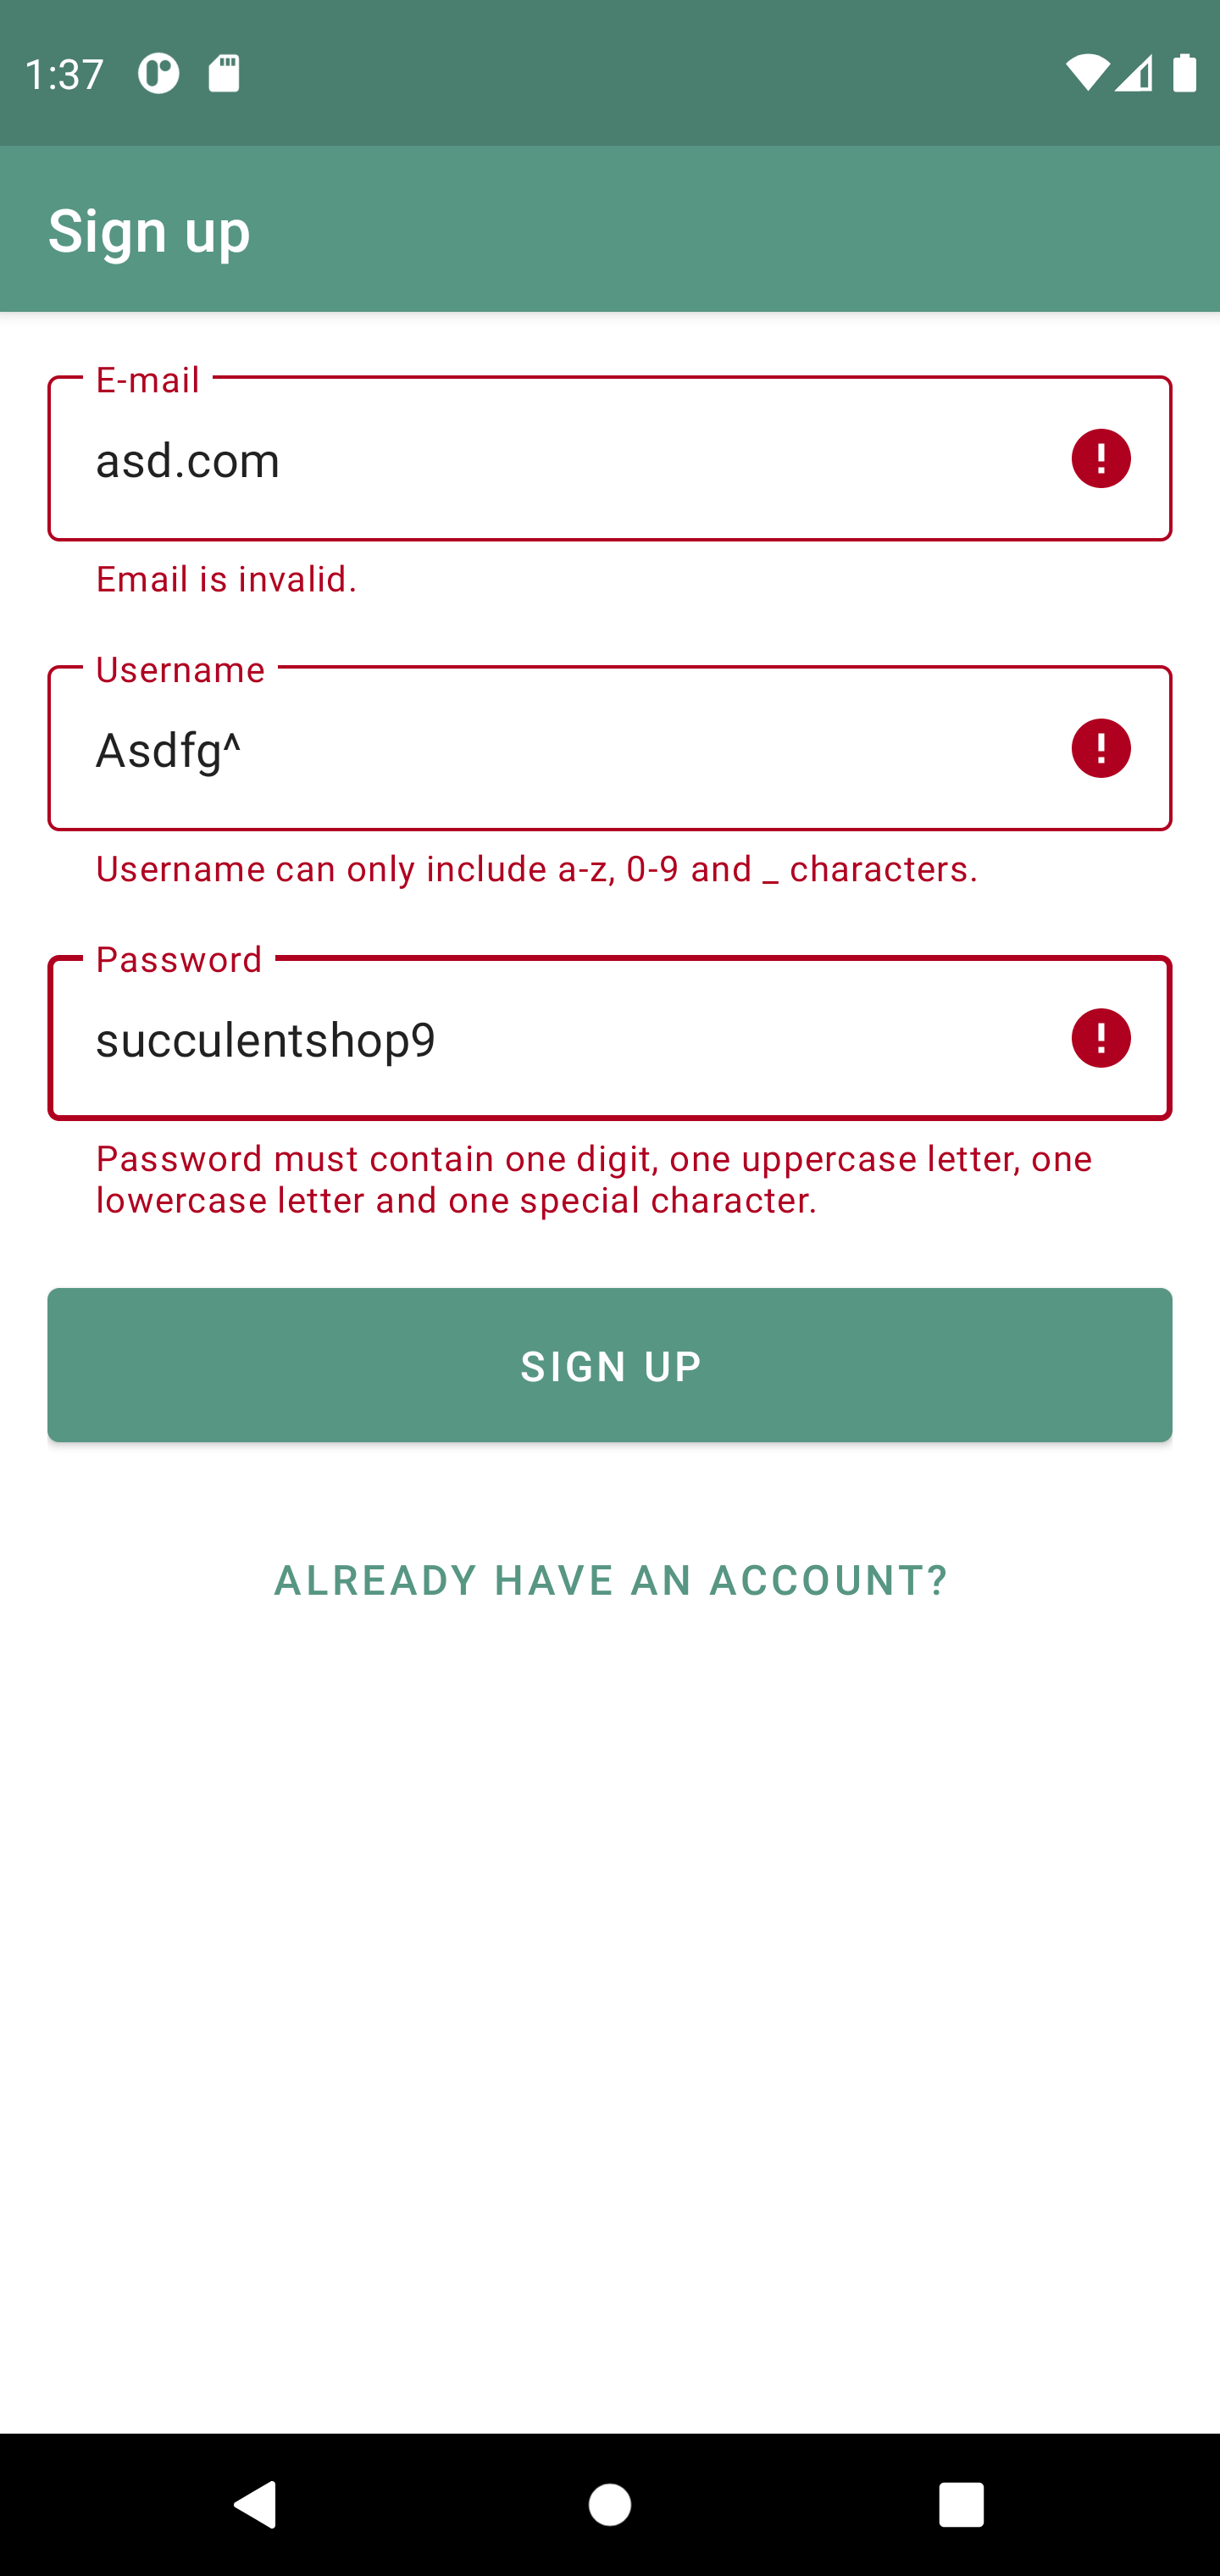 1:37
Sign up
E-mail
asd.com
Email is invalid.
Username
Asdfg^
Username can only include a-z, 0-9 and _ characters.
Password
succulentshop9
Password must contain one digit, one uppercase letter, one
lowercase letter and one special character.
SIGN UP
ALREADY HAVE AN ACCOUNT?